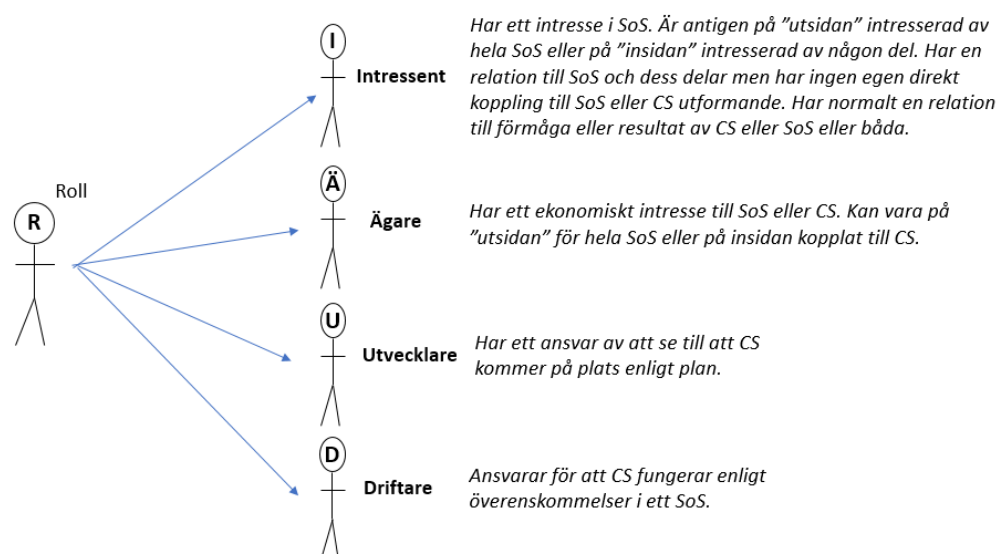 R
Roll
I
Intressent
Har ett intresse i SoS. Är antigen på ”utsidan” intresserad av
hela SoS eller på ”insidan” intresserad av någon del. Har en
relation till SoS och dess delar men har ingen egen direkt
koppling till SoS eller CS utformande. Har normalt en relation
till förmåga eller resultat av CS eller SoS eller båda.
Ä
Ägare
Har ett ekonomiskt intresse till SoS eller CS. Kan vara på
”utsidan” för hela SoS eller på insidan kopplat till CS.
U
Utvecklare
Har ett ansvar av att se till att CS
kommer på plats enligt plan.
D
Driftare
Ansvarar för att CS fungerar enligt
överenskommelser i ett SoS.